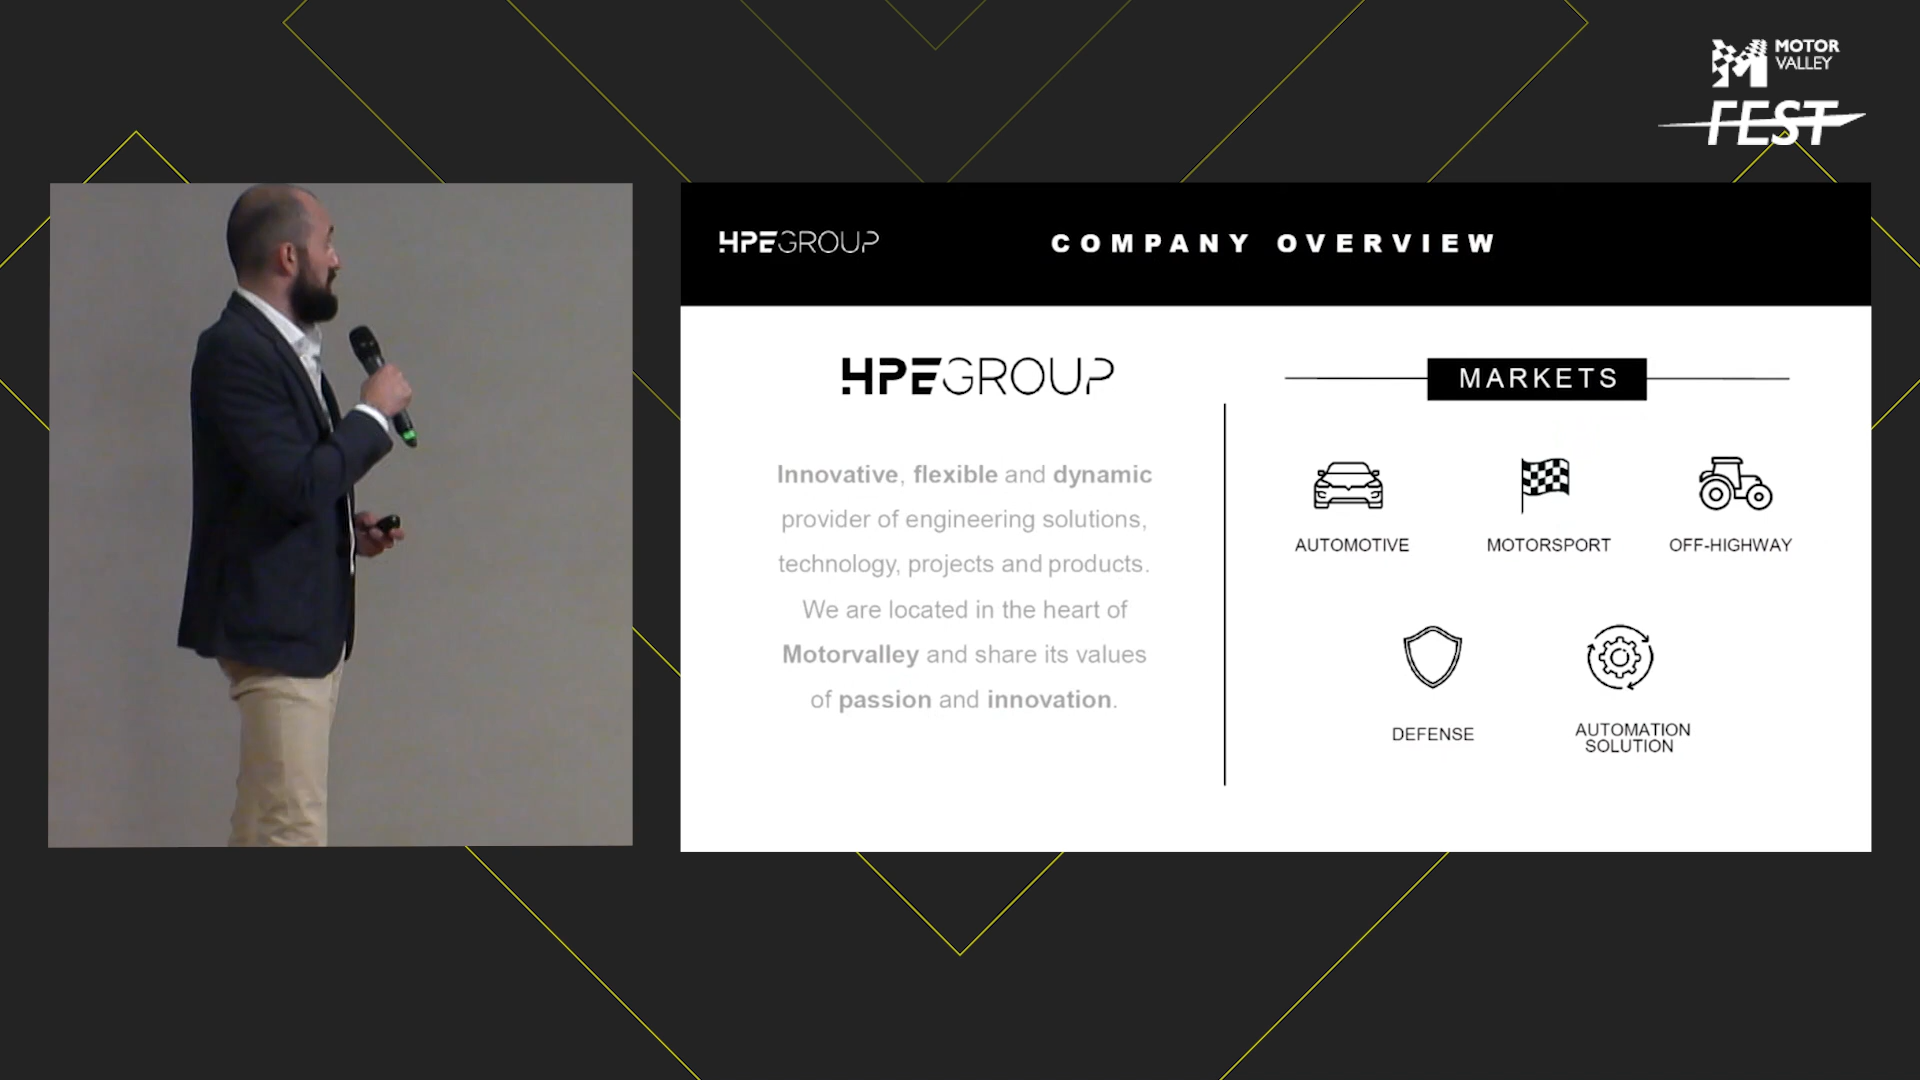 MOTOR
VALLEY
FEST
HPEGROUP
COMPANY OVERVIEW
HPEGROUP
Innovative, flexible and dynamic
provider of engineering solutions,
technology, projects and products.
We are located in the heart of
Motorvalley and share its values
of passion and innovation.
MARKETS
AUTOMOTIVE
MOTORSPORT
OFF-HIGHWAY
DEFENSE
AUTOMATION
SOLUTION